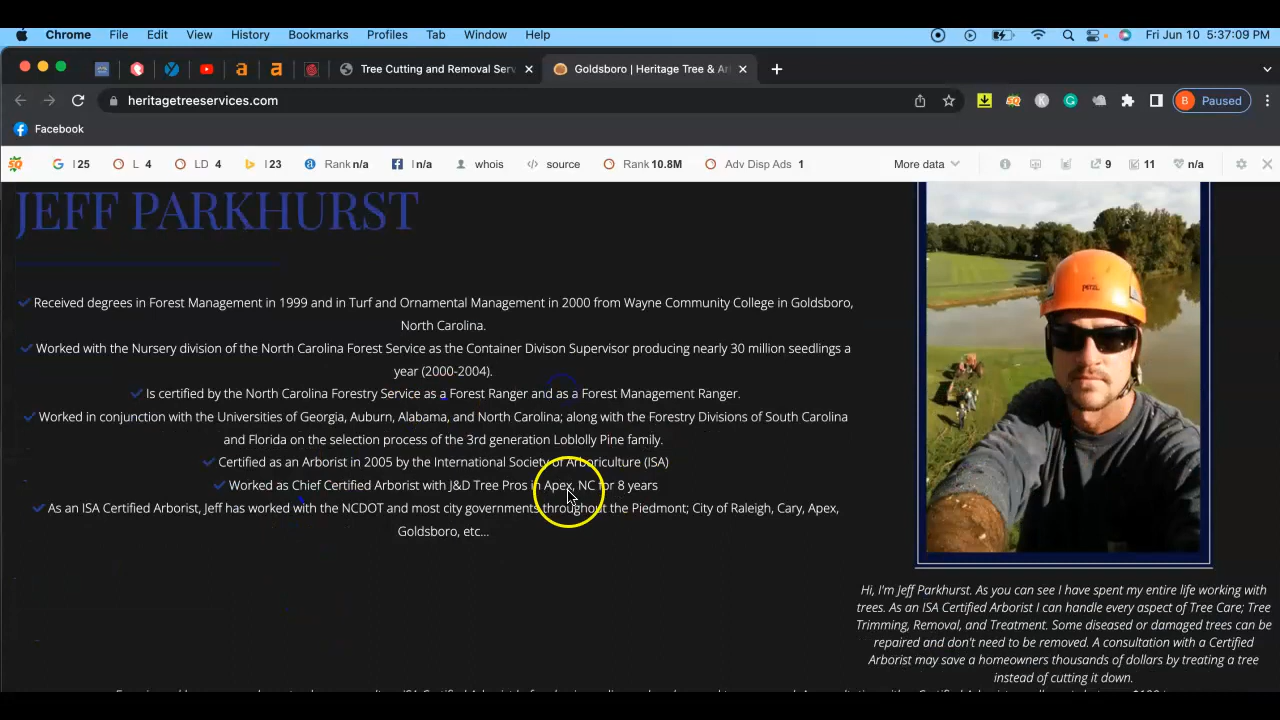 Chrome File Edit View History Bookmarks Profiles Tab Window Help Fri Jun 10 5:37:09 PM
Tree Cutting and Removal Serv Goldsboro | Heritage Tree & Ar
heritagetreeservices.com B Paused
Facebook
I 25 L 4 LD 4 I 23 Rank n/a I n/a whois source Rank 10.8M Adv Disp Ads 1 More data 9 11 n/a
JEFF PARKHURST
Received degrees in Forest Management in 1999 and in Turf and Ornamental Management in 2000 from Wayne Community College in Goldsboro,
North Carolina.
Worked with the Nursery division of the North Carolina Forest Service as the Container Divison Supervisor producing nearly 30 million seedlings a
year (2000-2004).
Is certified by the North Carolina Forestry Service as a Forest Ranger and as a Forest Management Ranger.
Worked in conjunction with the Universities of Georgia, Auburn, Alabama, and North Carolina; along with the Forestry Divisions of South Carolina
and Florida on the selection process of the 3rd generation Loblolly Pine family.
Certified as an Arborist in 2005 by the International Society of Arboriculture (ISA)
Worked as Chief Certified Arborist with J&D Tree Pros in Apex, NC for 8 years
As an ISA Certified Arborist, Jeff has worked with the NCDOT and most city governments throughout the Piedmont; City of Raleigh, Cary, Apex,
Goldsboro, etc...
PETZL
Hi, I'm Jeff Parkhurst. As you can see I have spent my entire life working with
trees. As an ISA Certified Arborist I can handle every aspect of Tree Care; Tree
Trimming, Removal, and Treatment. Some diseased or damaged trees can be
repaired and don't need to be removed. A consultation with a Certified
Arborist may save a homeowners thousands of dollars by treating a tree
instead of cutting it down.